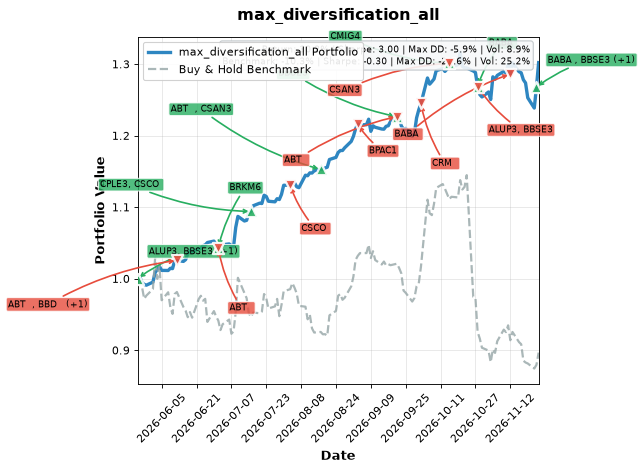 max_diversification_all
CMIG4
BABA
max_diversification_all Portfolio
Buy & Hold Benchmark
pe: 3.00 | Max DD: -5.9% | Vol: 8.9%
-0.30 | Max DD: -2 .6% | Vol: 25.2%
BABA , BBSE3 (+1)
CSAN3
ABT , CSAN3
BABA
ALUP3, BBSE3
BPAC1
ABT
CRM
CPLE3, CSCO
BRKM6
CSCO
ALUP3, BBSE3 (+1)
ABT , BBD (+1)
ABT
Portfolio Value
1.3
1.2
1.1
1.0
0.9
2026-06-05
2026-06-21
2026-07-07
2026-07-23
2026-08-08
2026-08-24
2026-09-09
2026-09-25
2026-10-11
2026-10-27
2026-11-12
Date